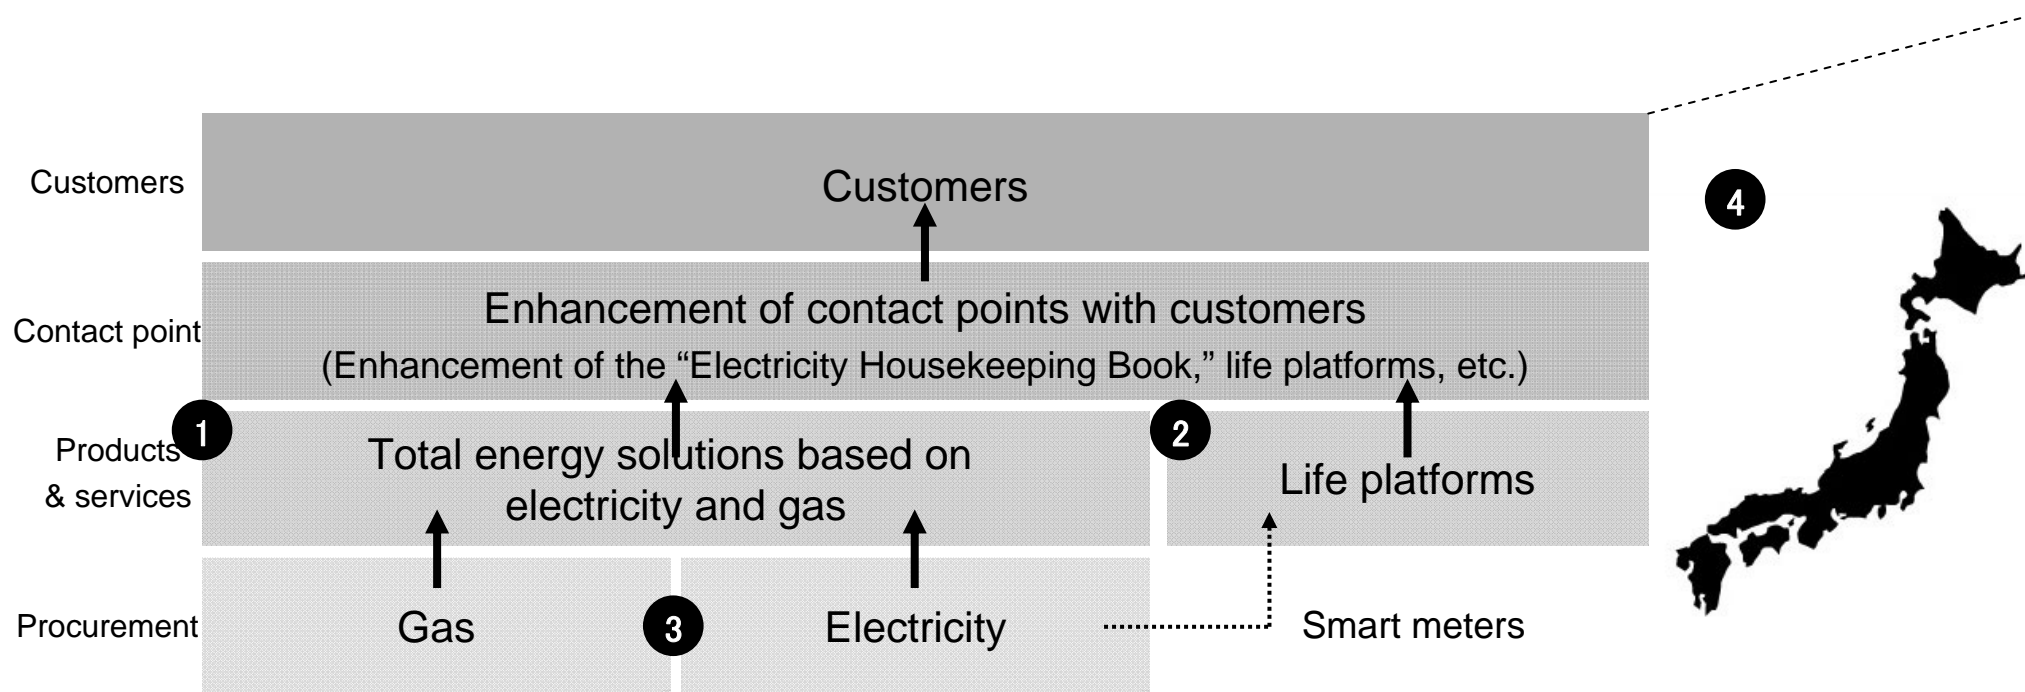 Customers
Customers
4
Contact point
Enhancement of contact points with customers
(Enhancement of the “Electricity Housekeeping Book,” life platforms, etc.)
1
Products
& services
Total energy solutions based on
electricity and gas
2
Life platforms
Procurement
Gas
3
Electricity
Smart meters